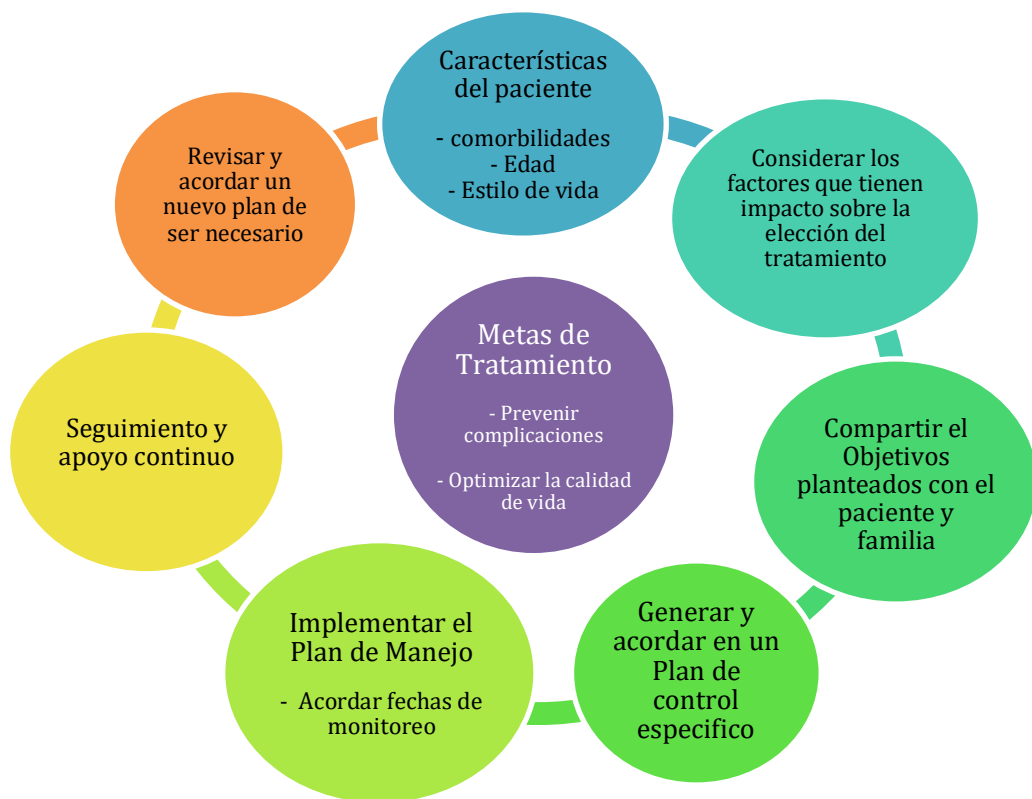 Características
del paciente
- comorbilidades
- Edad
- Estilo de vida
Considerar los
factores que tienen
impacto sobre la
elección del
tratamiento
Compartir el
Objetivos
planteados con el
paciente y
familia
Generar y
acordar en un
Plan de
control
especifico
Implementar el
Plan de Manejo
- Acordar fechas de
monitoreo
Seguimiento y
apoyo continuo
Revisar y
acordar un
nuevo plan de
ser necesario
Metas de
Tratamiento
- Prevenir
complicaciones
- Optimizar la calidad
de vida